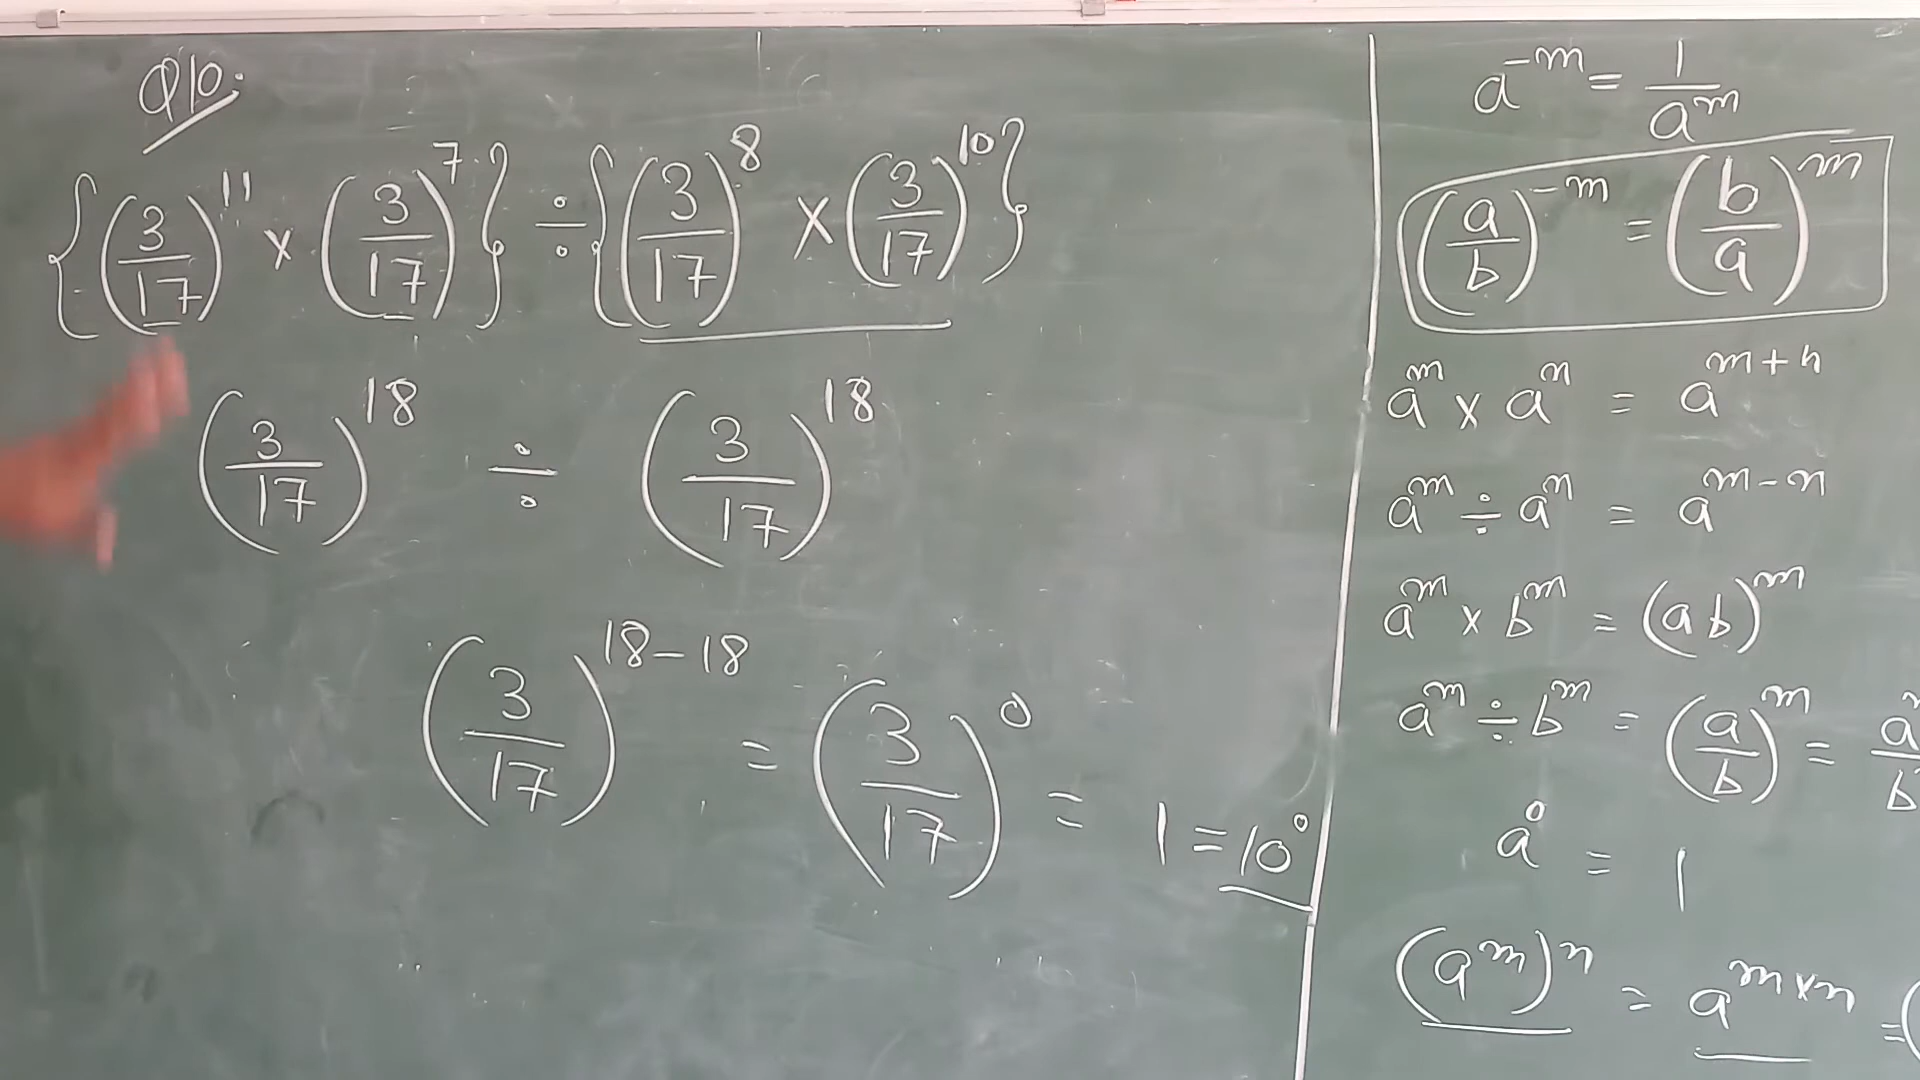 Q10.
{(3/17)^11 × (3/17)^7} ÷ {(3/17)^8 × (3/17)^10}
(3/17)^18 ÷ (3/17)^18
(3/17)^18-18 = (3/17)^0 = 1 = 10^0
a^-m = 1/a^m
(a/b)^-m = (b/a)^m
a^m × a^n = a^m+n
a^m ÷ a^n = a^m-n
a^m × b^m = (ab)^m
a^m ÷ b^m = (a/b)^m = a/b
a^0 = 1
(a^m)^n = a^m×n = (